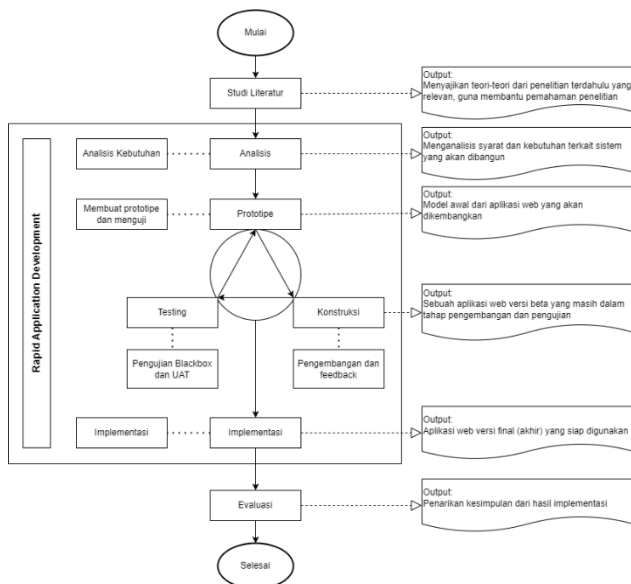 Mulai
Studi Literatur
Output:
Menyajikan teori-teori dari penelitian terdahulu yang
relevan, guna membantu pemahaman penelitian
Rapid Application Development
Analisis Kebutuhan
Analisis
Output:
Menganalisis syarat dan kebutuhan terkait sistem
yang akan dibangun
Membuat prototipe
dan menguji
Prototipe
Output:
Model awal dari aplikasi web yang akan
dikembangkan
Testing
Konstruksi
Output:
Sebuah aplikasi web versi beta yang masih dalam
tahap pengembangan dan pengujian
Pengujian Blackbox
dan UAT
Pengembangan dan
feedback
Implementasi
Implementasi
Output:
Aplikasi web versi final (akhir) yang siap digunakan
Evaluasi
Output:
Penarikan kesimpulan dari hasil implementasi
Selesai